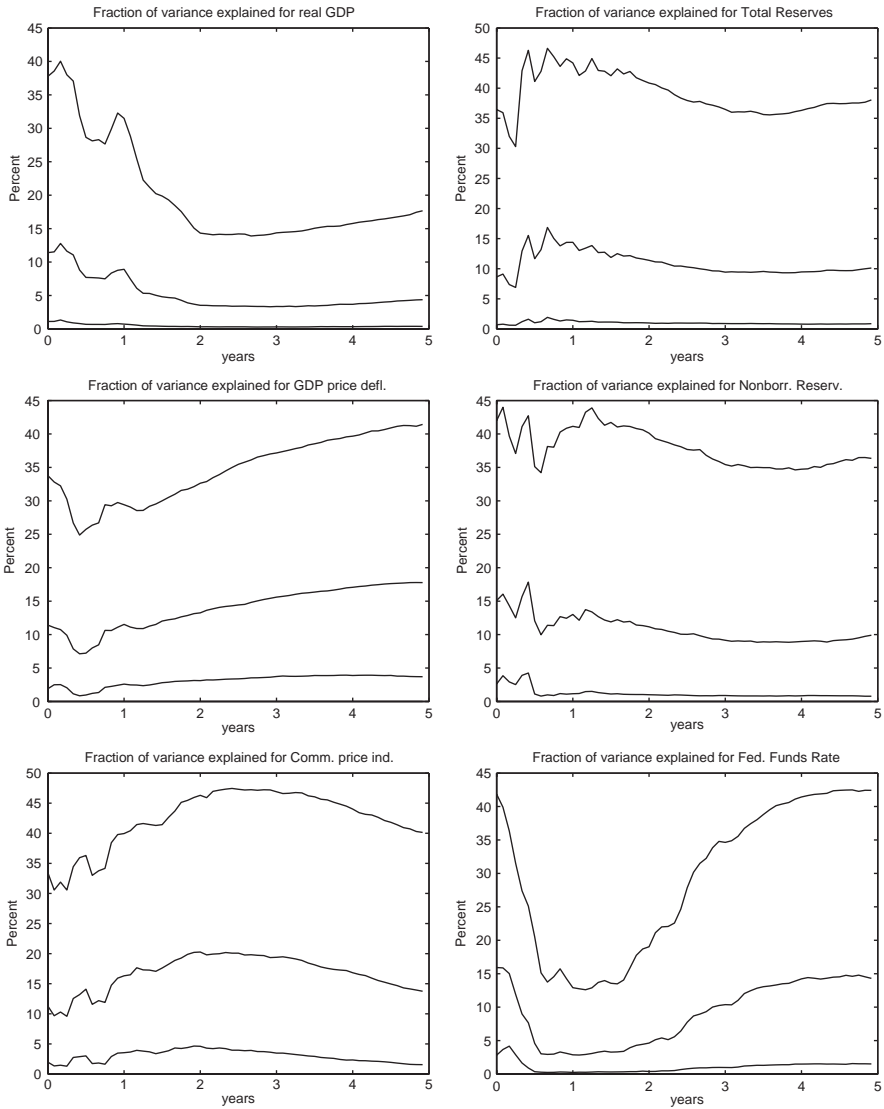 Fraction of variance explained for real GDP
45
40
35
30
25
20
15
10
5
0
Percent
0 1 2 3 4 5
years
Fraction of variance explained for Total Reserves
50
45
40
35
30
25
20
15
10
5
0
Percent
0 1 2 3 4 5
years
Fraction of variance explained for GDP price defl.
45
40
35
30
25
20
15
10
5
0
Percent
0 1 2 3 4 5
years
Fraction of variance explained for Nonborr. Reserv.
45
40
35
30
25
20
15
10
5
0
Percent
0 1 2 3 4 5
years
Fraction of variance explained for Comm. price ind.
50
45
40
35
30
25
20
15
10
5
0
Percent
0 1 2 3 4 5
years
Fraction of variance explained for Fed. Funds Rate
45
40
35
30
25
20
15
10
5
0
Percent
0 1 2 3 4 5
years